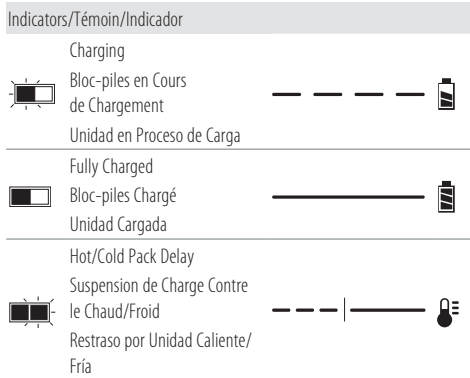 Indicators/Témoin/Indicador
Charging
Bloc-piles en Cours
de Chargement
Unidad en Proceso de Carga
Fully Charged
Bloc-piles Chargé
Unidad Cargada
Hot/Cold Pack Delay
Suspension de Charge Contre
le Chaud/Froid
Restraso por Unidad Caliente/
Fría